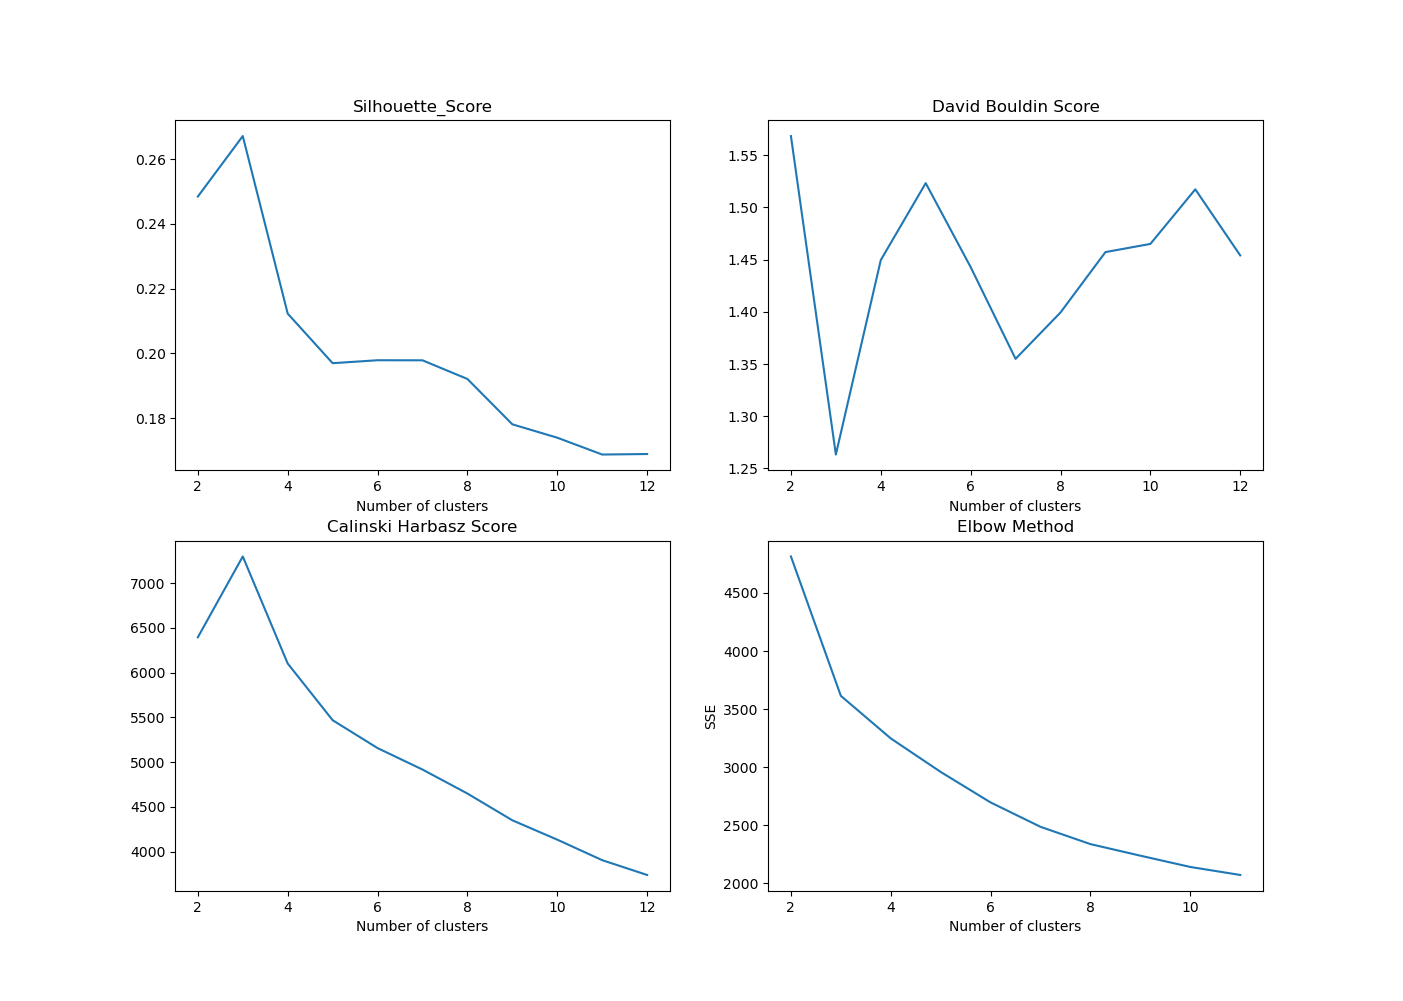 Silhouette_Score
0.26
0.24
0.22
0.20
0.18
2 4 6 8 10 12
Number of clusters
David Bouldin Score
1.55
1.50
1.45
1.40
1.35
1.30
1.25
2 4 6 8 10 12
Number of clusters
Calinski Harbasz Score
7000
6500
6000
5500
5000
4500
4000
2 4 6 8 10 12
Number of clusters
Elbow Method
SSE
4500
4000
3500
3000
2500
2000
2 4 6 8 10
Number of clusters